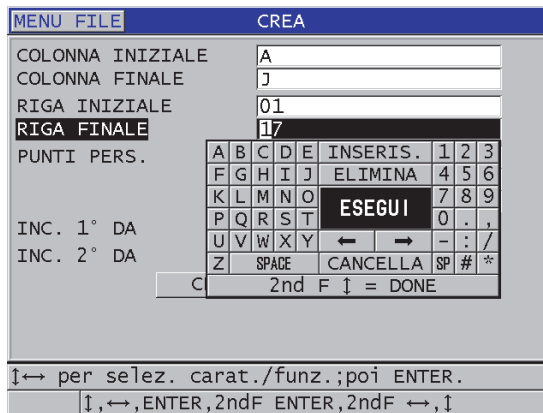 MENU FILE CREA
COLONNA INIZIALE A
COLONNA FINALE J
RIGA INIZIALE 01
RIGA FINALE 17
PUNTI PERS.
A B C D E INSERIS. 1 2 3
F G H I J ELIMINA 4 5 6
K L M N O ESEGUI 7 8 9
P Q R S T 0 . ,
INC. 1° DA
U V W X Y ← → - : /
INC. 2° DA
Z SPACE CANCELLA SP # *
C 2nd F ↕ = DONE
↕↔ per selez. carat./funz.;poi ENTER.
↕,↔,ENTER,2ndF ENTER,2ndF ↔,↕